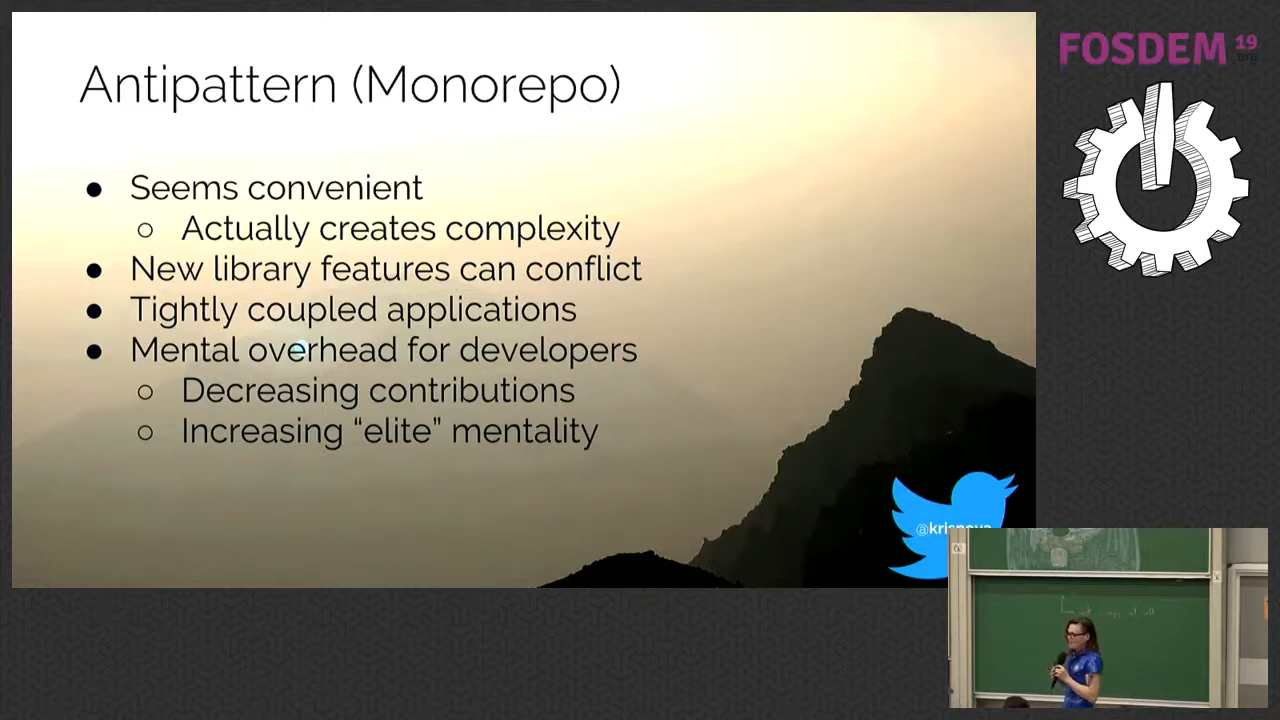 Antipattern (Monorepo)
● Seems convenient
○ Actually creates complexity
● New library features can conflict
● Tightly coupled applications
● Mental overhead for developers
○ Decreasing contributions
○ Increasing “elite” mentality
FOSDEM 19
.org